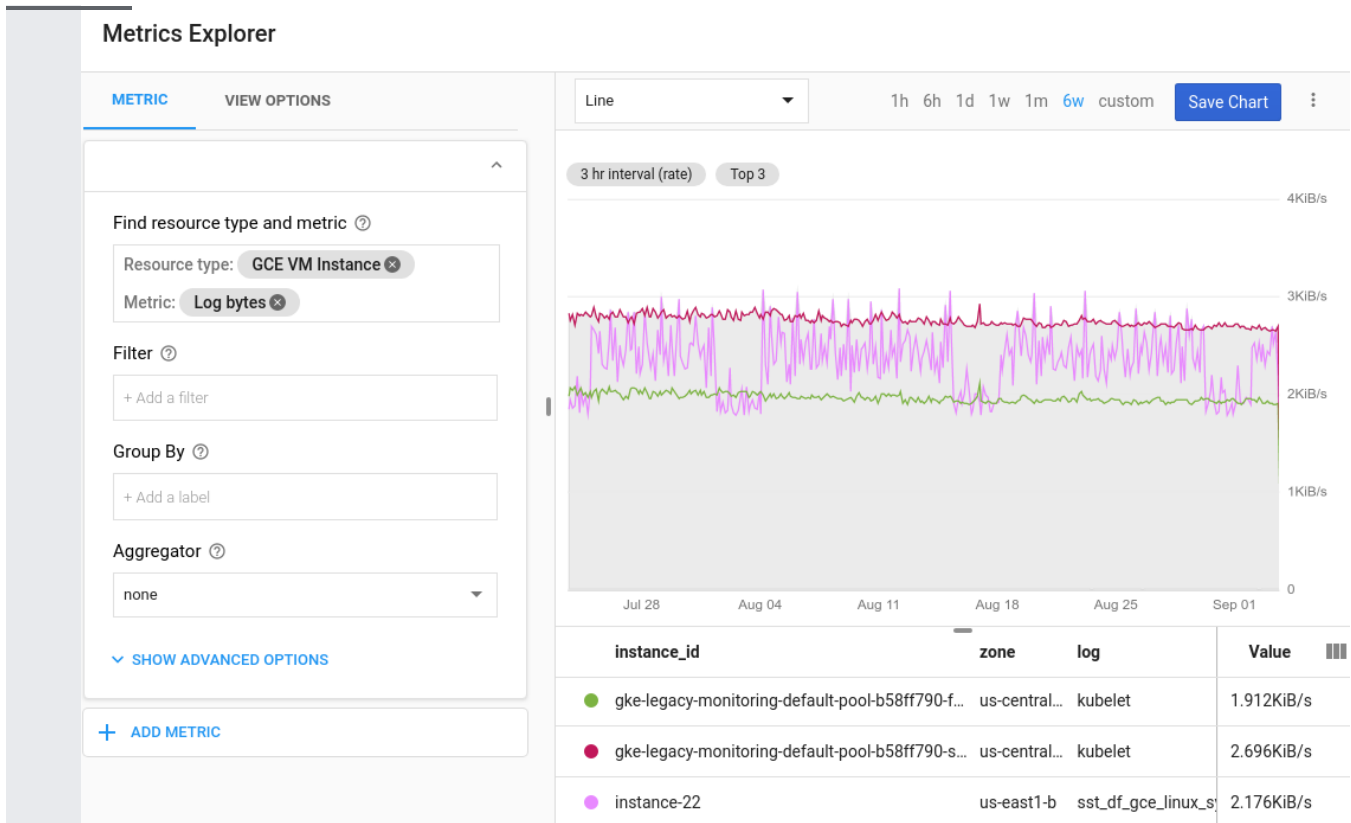 Metrics Explorer
METRIC VIEW OPTIONS
Find resource type and metric
Resource type: GCE VM Instance
Metric: Log bytes
Filter
+ Add a filter
Group By
+ Add a label
Aggregator
none
SHOW ADVANCED OPTIONS
+ ADD METRIC
Line 1h 6h 1d 1w 1m 6w custom Save Chart
3 hr interval (rate) Top 3
4KiB/s
3KiB/s
2KiB/s
1KiB/s
0
Jul 28 Aug 04 Aug 11 Aug 18 Aug 25 Sep 01
instance_id zone log Value
gke-legacy-monitoring-default-pool-b58ff790-f... us-central... kubelet 1.912KiB/s
gke-legacy-monitoring-default-pool-b58ff790-s... us-central... kubelet 2.696KiB/s
instance-22 us-east1-b sst_df_gce_linux_sy 2.176KiB/s